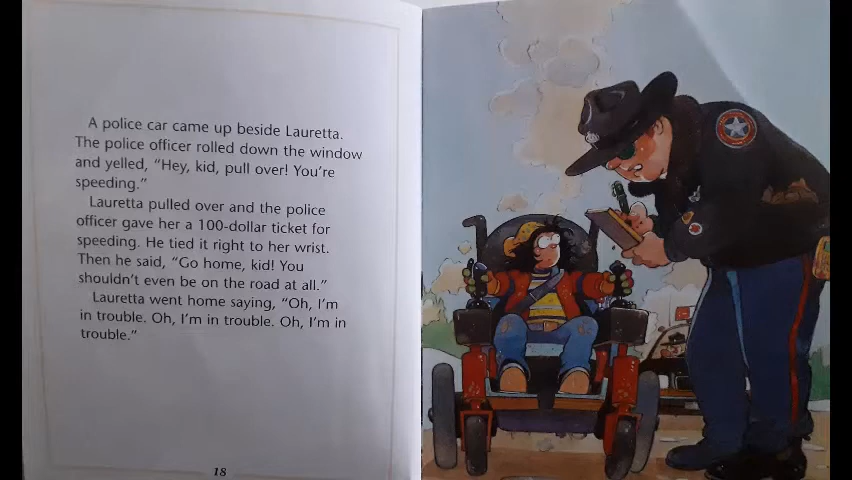 A police car came up beside Lauretta.
The police officer rolled down the window
and yelled, “Hey, kid, pull over! You’re
speeding.”
Lauretta pulled over and the police
officer gave her a 100-dollar ticket for
speeding. He tied it right to her wrist.
Then he said, “Go home, kid! You
shouldn’t even be on the road at all.”
Lauretta went home saying, “Oh, I’m
in trouble. Oh, I’m in trouble. Oh, I’m in
trouble.”
18